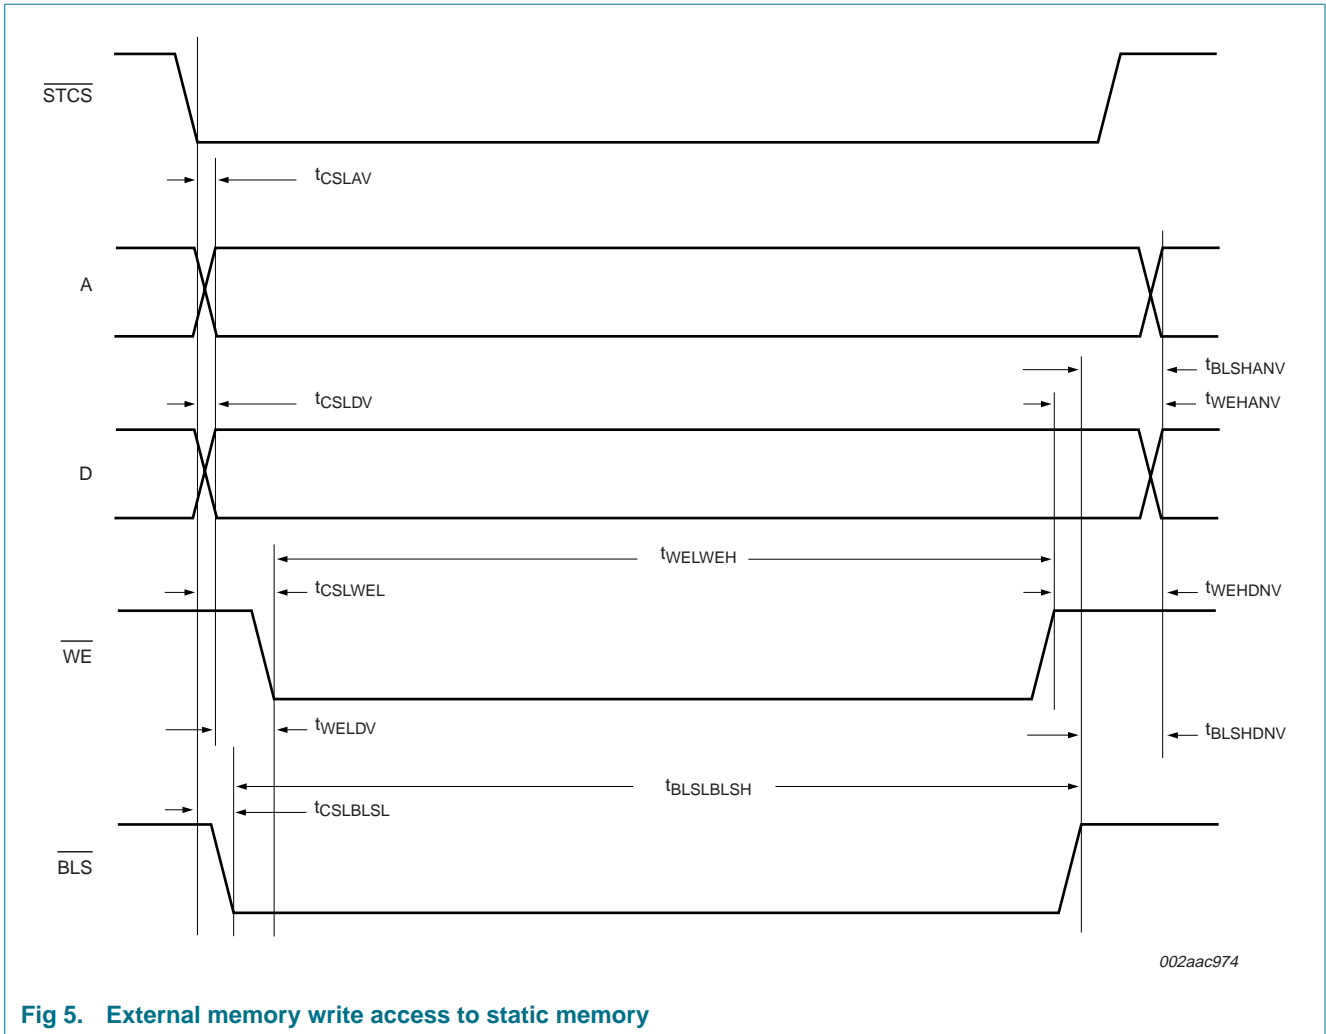 STCS
tCSLAV
A
tBLSHANV
tCSLDV
tWEHANV
D
tWELWEH
tCSLWEL
tWEHDNV
WE
tWELDV
tBLSHDNV
tBLSLBLSH
tCSLBLSL
BLS
002aac974
Fig 5. External memory write access to static memory